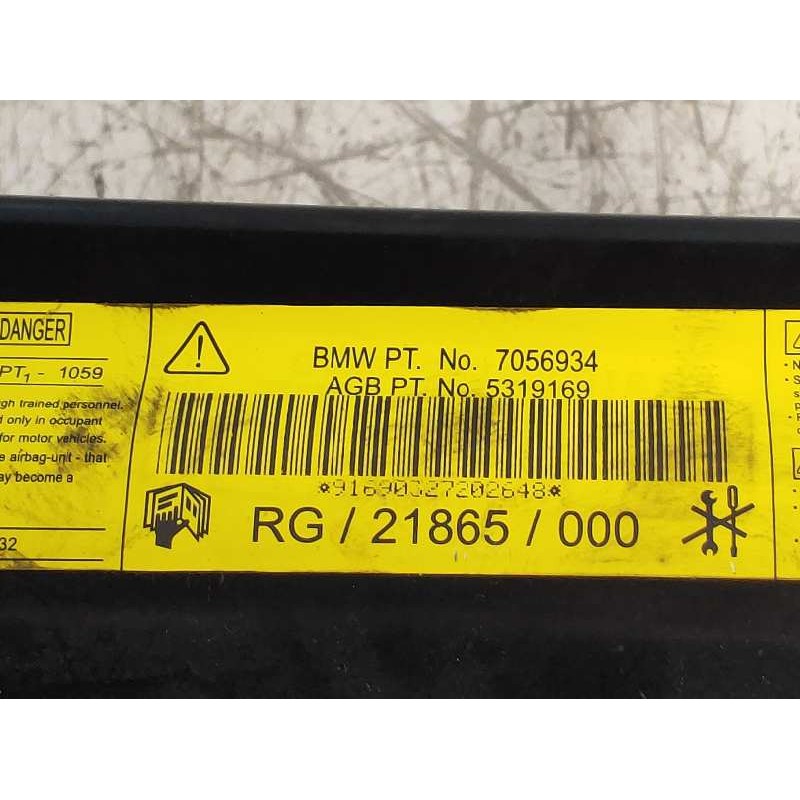 DANGER
PT1 - 1059
gh trained personnel.
d only in occupant
for motor vehicles.
e airbag-unit - that
ay become a
32
BMW PT. No. 7056934
AGB PT. No. 5319169
*91690327202648*
RG / 21865 / 000